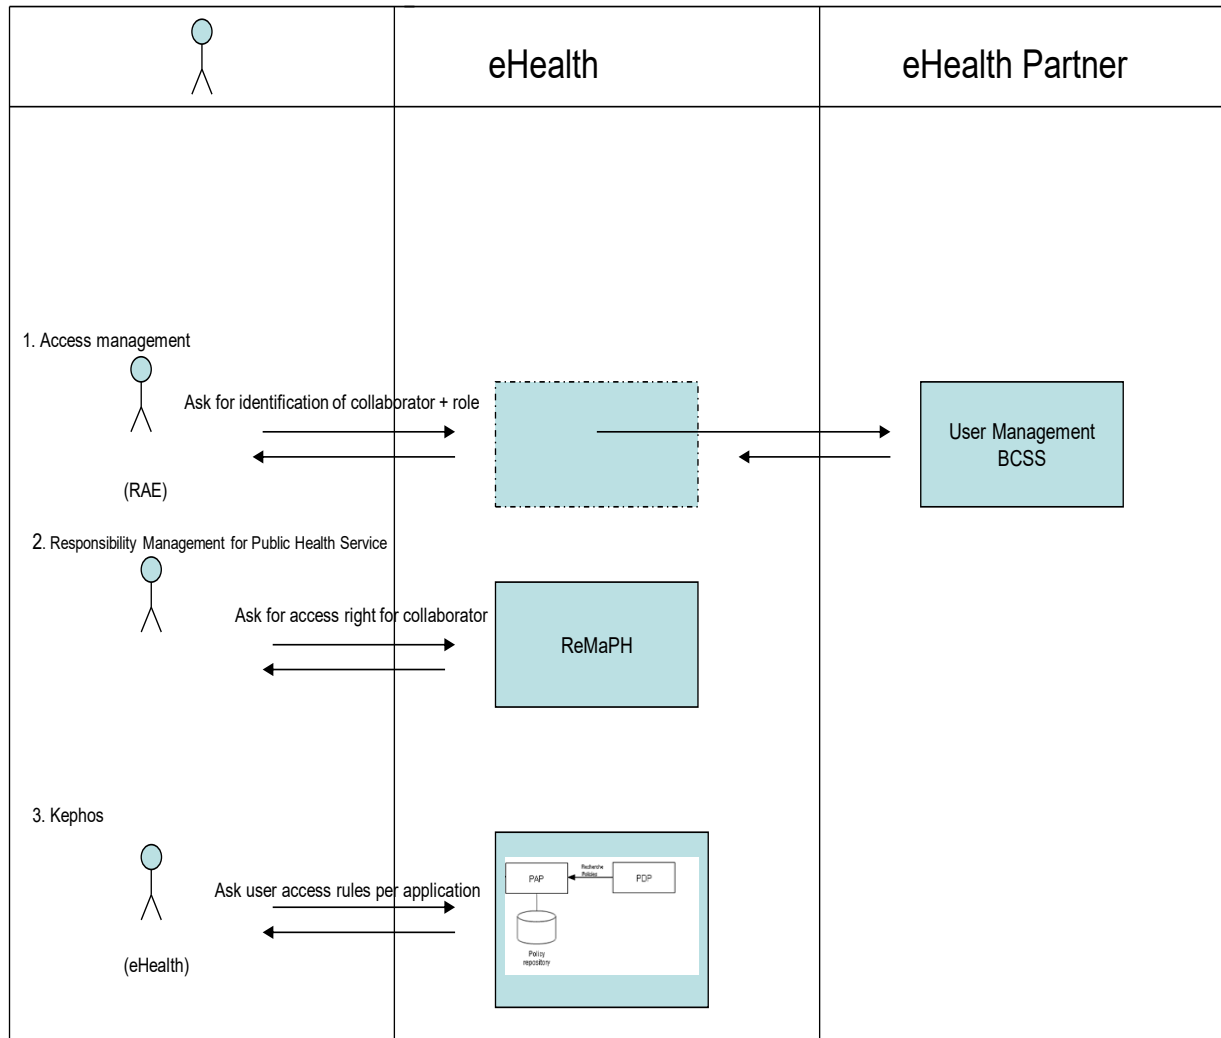 eHealth
eHealth Partner
1. Access management
Ask for identification of collaborator + role
User Management
BCSS
(RAE)
2. Responsibility Management for Public Health Service
Ask for access right for collaborator
ReMaPH
3. Kephos
Ask user access rules per application
Recherche
Policies
PAP
PDP
Policy
repository
(eHealth)